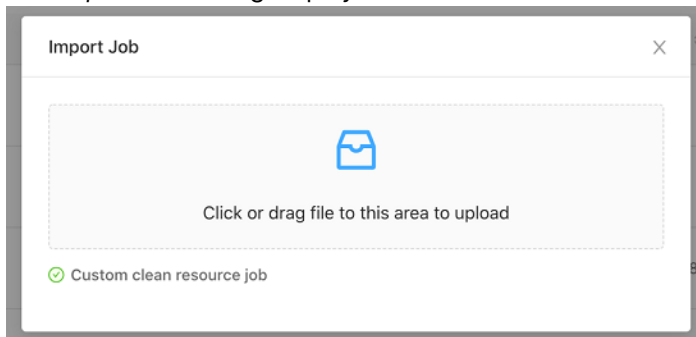 Import Job
Click or drag file to this area to upload
Custom clean resource job